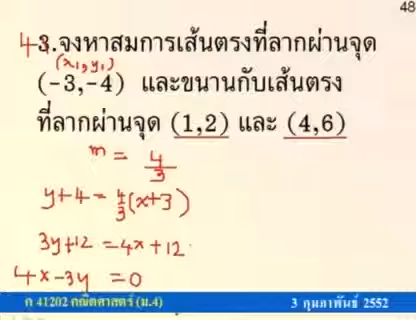 48
43.จงหาสมการเส้นตรงที่ลากผ่านจุด
(x₁,y₁)
(-3,-4) และขนานกับเส้นตรง
ที่ลากผ่านจุด (1,2) และ (4,6)
m = 4/3
y+4 = 4/3(x+3)
3y+12 = 4x+12
4x-3y = 0
ค 41202 คณิตศาสตร์ (ม.4) 3 กุมภาพันธ์ 2552